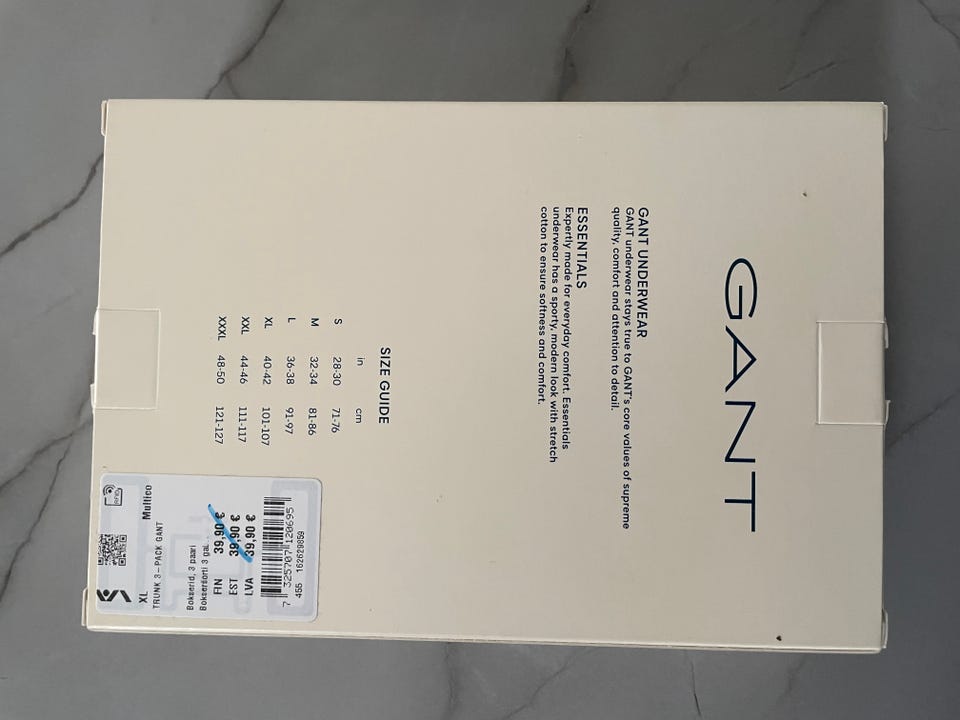 GANT
GANT UNDERWEAR
GANT underwear stays true to GANT's core values of supreme
quality, comfort and attention to detail.
ESSENTIALS
Expertly made for everyday comfort. Essentials
underwear has a sporty, modern look with stretch
cotton to ensure softness and comfort.
SIZE GUIDE
in cm
S 28-30 71-76
M 32-34 81-86
L 36-38 91-97
XL 40-42 101-107
XXL 44-46 111-117
XXXL 48-50 121-127
455 162629859
7 325707 120695
LVA 39,90 €
EST 39,90 €
FIN 39,90 €
Bokseršorti 3 pa
Bokserid, 3 paari
TRUNK 3-PACK GANT
XL Multico